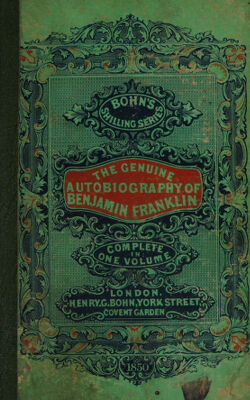 BOHN'S
SHILLING SERIES
THE GENUINE
AUTOBIOGRAPHY OF
BENJAMIN FRANKLIN
COMPLETE
IN
ONE VOLUME
LONDON.
HENRY, G. BOHN, YORK STREET,
COVENT GARDEN
1850